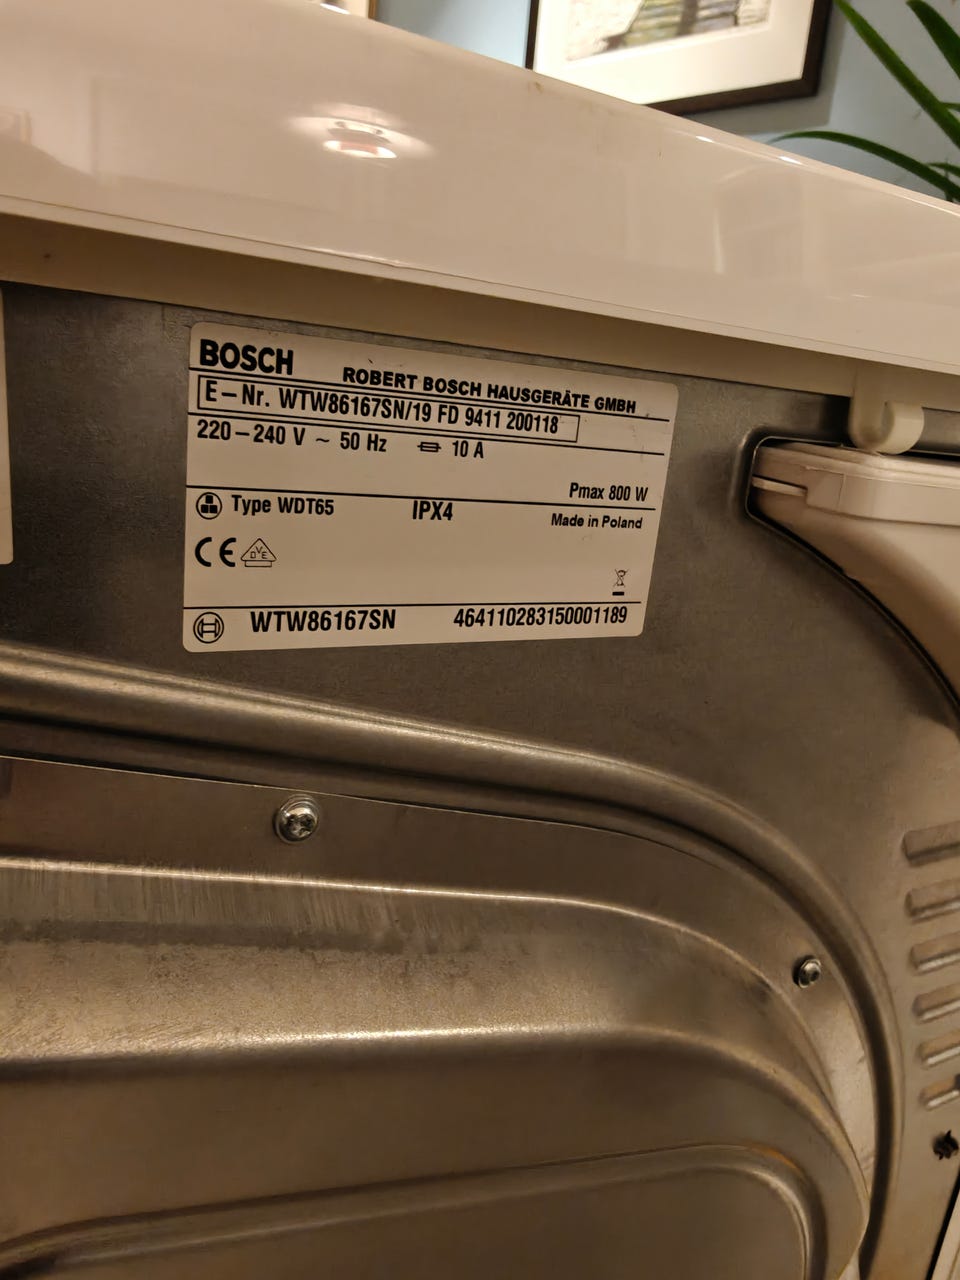 BOSCH
ROBERT BOSCH HAUSGERÄTE GMBH
E-Nr. WTW86167SN/19 FD 9411 200118
220-240 V ~ 50 Hz 10 A
Pmax 800 W
Type WDT65 IPX4 Made in Poland
CE VDE
WTW86167SN 464110283150001189